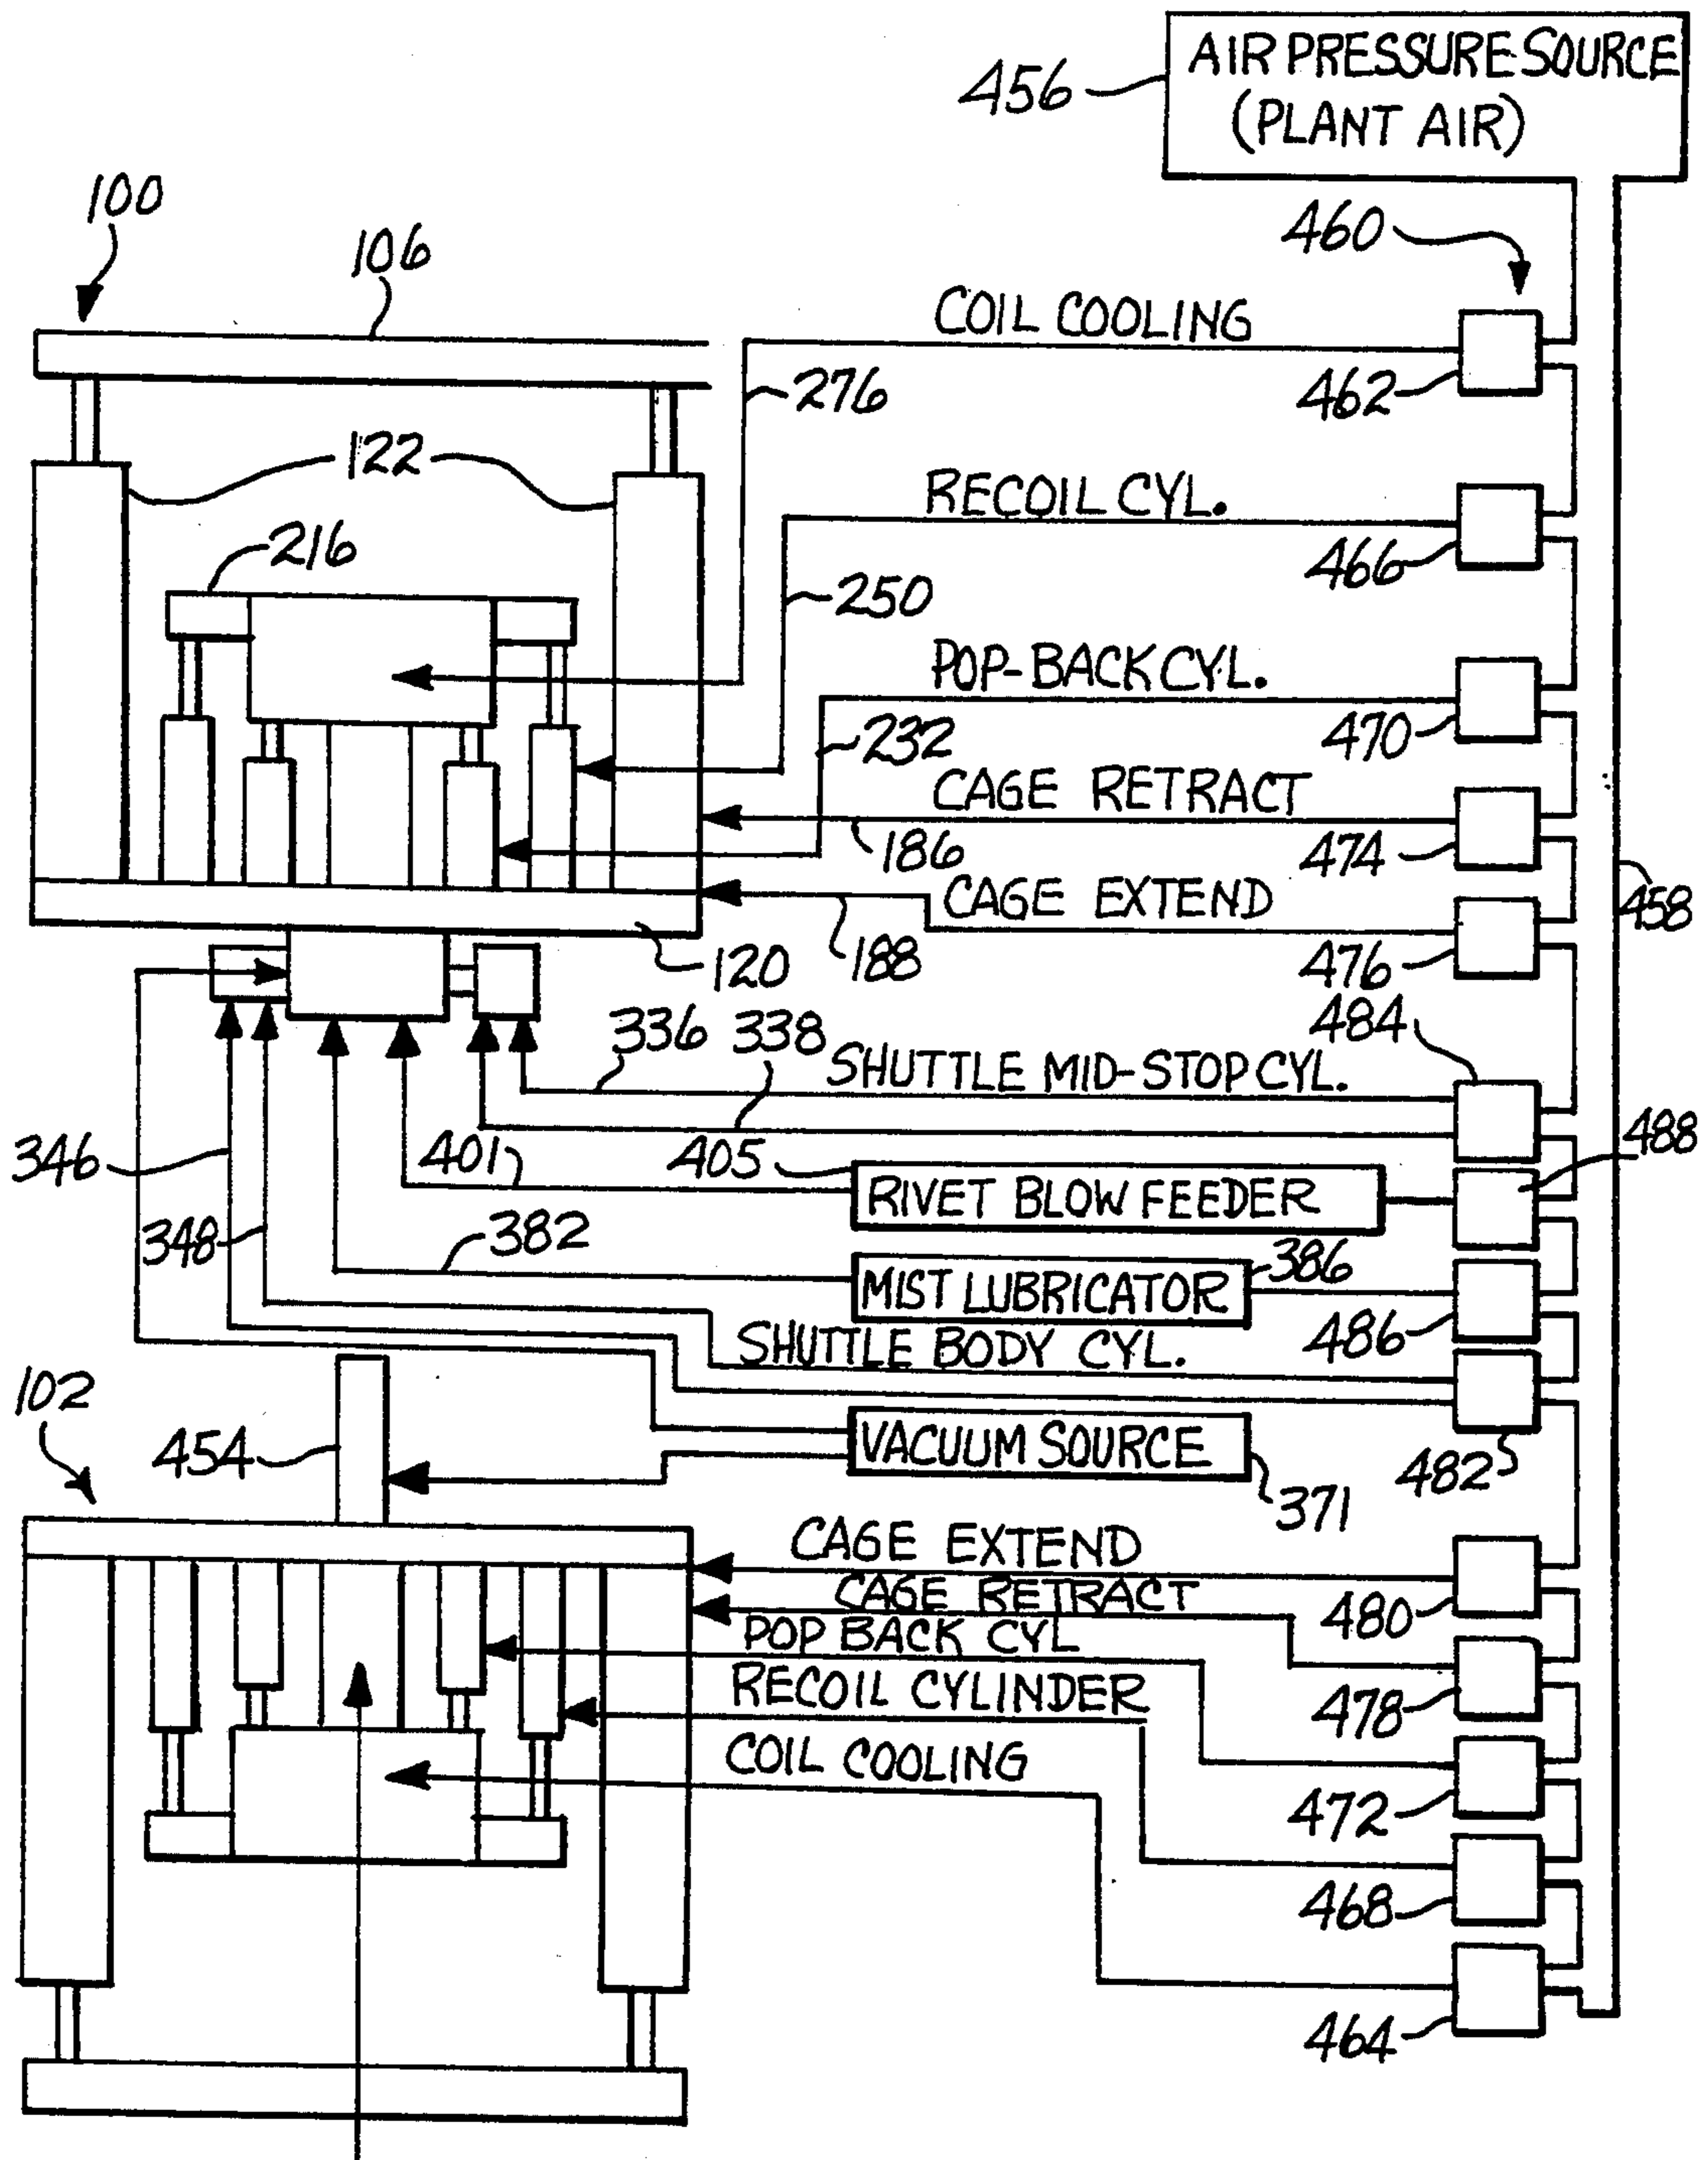 AIR PRESSURE SOURCE
(PLANT AIR)
456
100
106
460
COIL COOLING
276
462
122
RECOIL CYL.
216
466
250
POP-BACK CYL.
232
470
CAGE RETRACT
186
474
CAGE EXTEND
458
120
188
476
484
336
338
SHUTTLE MID-STOP CYL.
488
346
401
405
RIVET BLOW FEEDER
348
382
386
MIST LUBRICATOR
486
SHUTTLE BODY CYL.
102
454
VACUUM SOURCE
482
371
CAGE EXTEND
CAGE RETRACT
480
POP BACK CYL
RECOIL CYLINDER
478
COIL COOLING
472
468
464